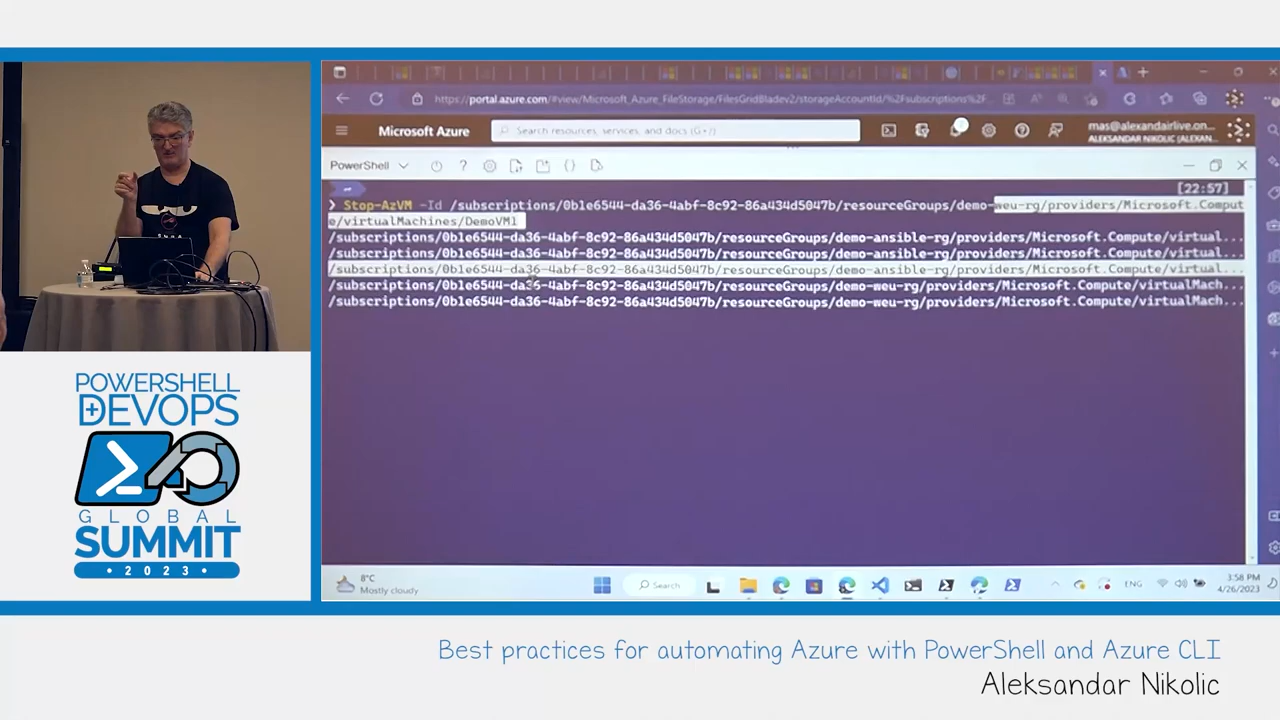 https://portal.azure.com/#view/Microsoft_Azure_FileStorage/FilesGridBladev2/storageAccountId/%2Fsubscriptions%2F
Microsoft Azure
Search resources, services, and docs (G+/)
mas@alexandairlive.on...
ALEKSANDAR NIKOLIC (ALEXAN...
PowerShell
[22:57]
❯ Stop-AzVM -Id /subscriptions/0b1e6544-da36-4abf-8c92-86a434d5047b/resourceGroups/demo-weu-rg/providers/Microsoft.Comput
e/virtualMachines/DemoVM1
/subscriptions/0b1e6544-da36-4abf-8c92-86a434d5047b/resourceGroups/demo-ansible-rg/providers/Microsoft.Compute/virtual...
/subscriptions/0b1e6544-da36-4abf-8c92-86a434d5047b/resourceGroups/demo-ansible-rg/providers/Microsoft.Compute/virtual...
/subscriptions/0b1e6544-da36-4abf-8c92-86a434d5047b/resourceGroups/demo-ansible-rg/providers/Microsoft.Compute/virtual...
/subscriptions/0b1e6544-da36-4abf-8c92-86a434d5047b/resourceGroups/demo-weu-rg/providers/Microsoft.Compute/virtualMach...
/subscriptions/0b1e6544-da36-4abf-8c92-86a434d5047b/resourceGroups/demo-weu-rg/providers/Microsoft.Compute/virtualMach...
8°C
Mostly cloudy
Search
ENG
3:58 PM
4/26/2023
POWERSHELL
+DEVOPS
GLOBAL
SUMMIT
• 2023 •
Best practices for automating Azure with PowerShell and Azure CLI
Aleksandar Nikolic